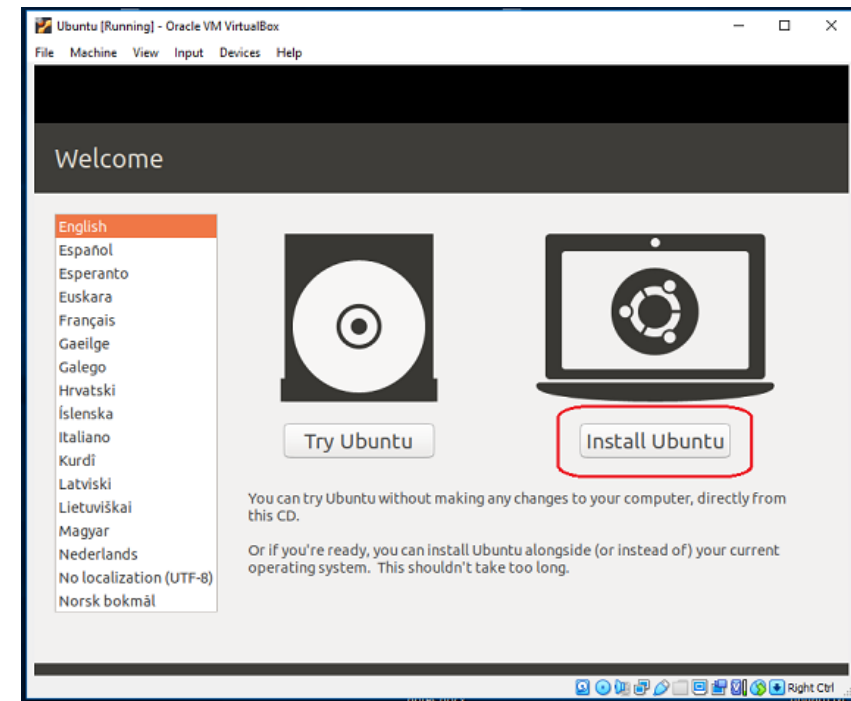 Ubuntu [Running] - Oracle VM VirtualBox
File Machine View Input Devices Help
Welcome
English
Español
Esperanto
Euskara
Français
Gaeilge
Galego
Hrvatski
Íslenska
Italiano
Kurdî
Latviski
Lietuviškai
Magyar
Nederlands
No localization (UTF-8)
Norsk bokmål
Try Ubuntu
Install Ubuntu
You can try Ubuntu without making any changes to your computer, directly from
this CD.
Or if you're ready, you can install Ubuntu alongside (or instead of) your current
operating system. This shouldn't take too long.
Right Ctrl